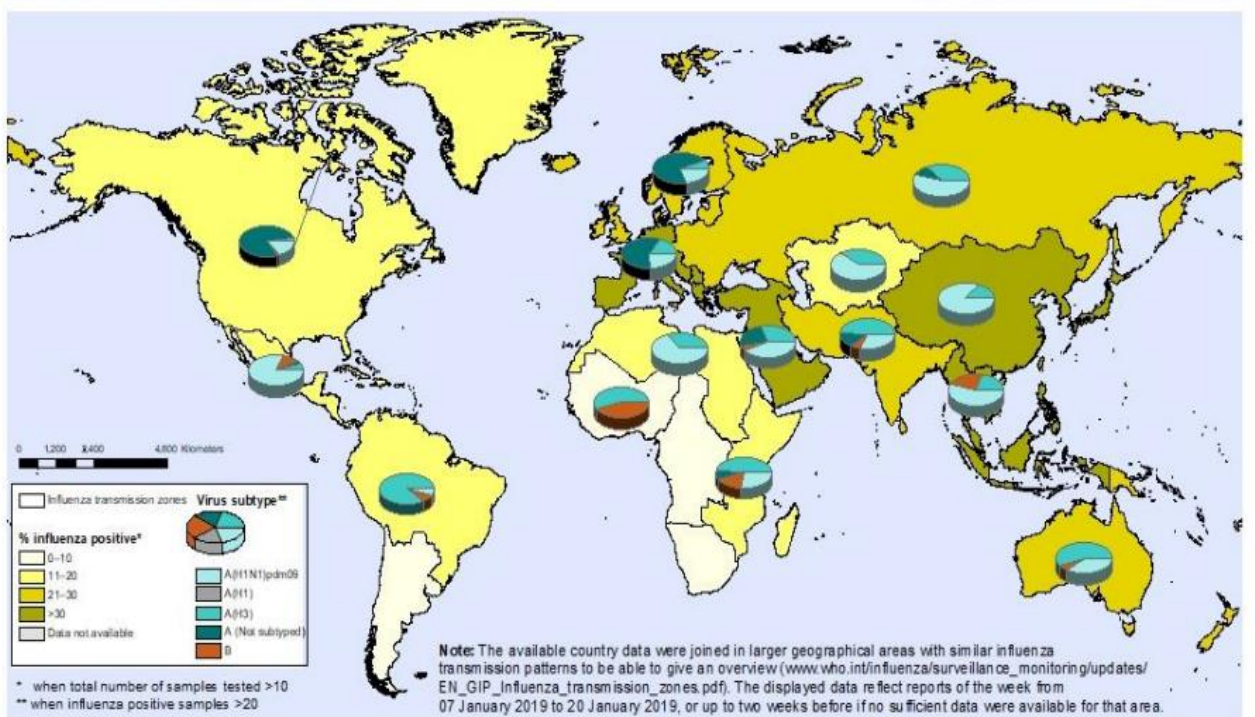 0 1,200 2,400 4,800 Kilometers
Influenza transmission zones
Virus subtype**
% influenza positive*
0–10
11–20
21–30
>30
Data not available
A(H1N1)pdm09
A(H1)
A(H3)
A (Not subtyped)
B
* when total number of samples tested >10
** when influenza positive samples >20
Note: The available country data were joined in larger geographical areas with similar influenza
transmission patterns to be able to give an overview (www.who.int/influenza/surveillance_monitoring/updates/
EN_GIP_Influenza_transmission_zones.pdf). The displayed data reflect reports of the week from
07 January 2019 to 20 January 2019, or up to two weeks before if no sufficient data were available for that area.